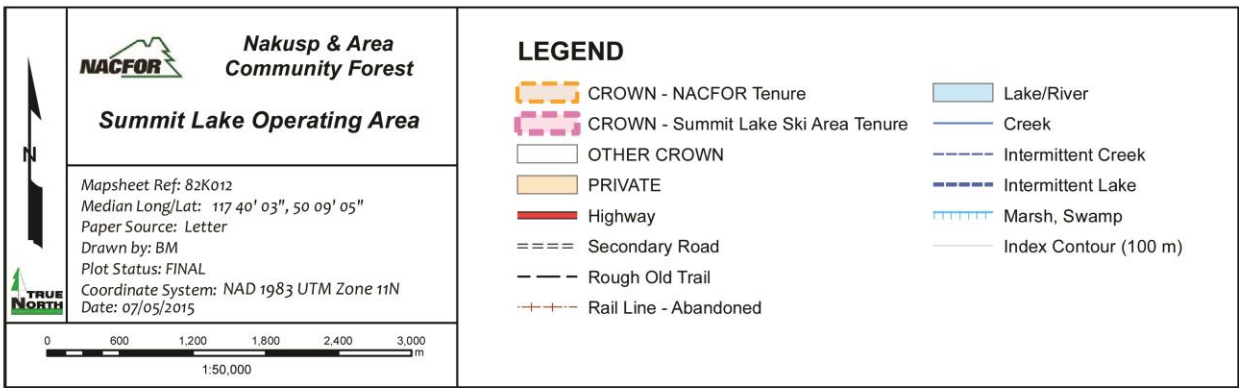 NACFOR
Nakusp & Area
Community Forest
Summit Lake Operating Area
N
TRUE
NORTH
Mapsheet Ref: 82K012
Median Long/Lat: 117 40' 03", 50 09' 05"
Paper Source: Letter
Drawn by: BM
Plot Status: FINAL
Coordinate System: NAD 1983 UTM Zone 11N
Date: 07/05/2015
0 600 1,200 1,800 2,400 3,000
m
1:50,000
LEGEND
CROWN - NACFOR Tenure
CROWN - Summit Lake Ski Area Tenure
OTHER CROWN
PRIVATE
Highway
Secondary Road
Rough Old Trail
Rail Line - Abandoned
Lake/River
Creek
Intermittent Creek
Intermittent Lake
Marsh, Swamp
Index Contour (100 m)